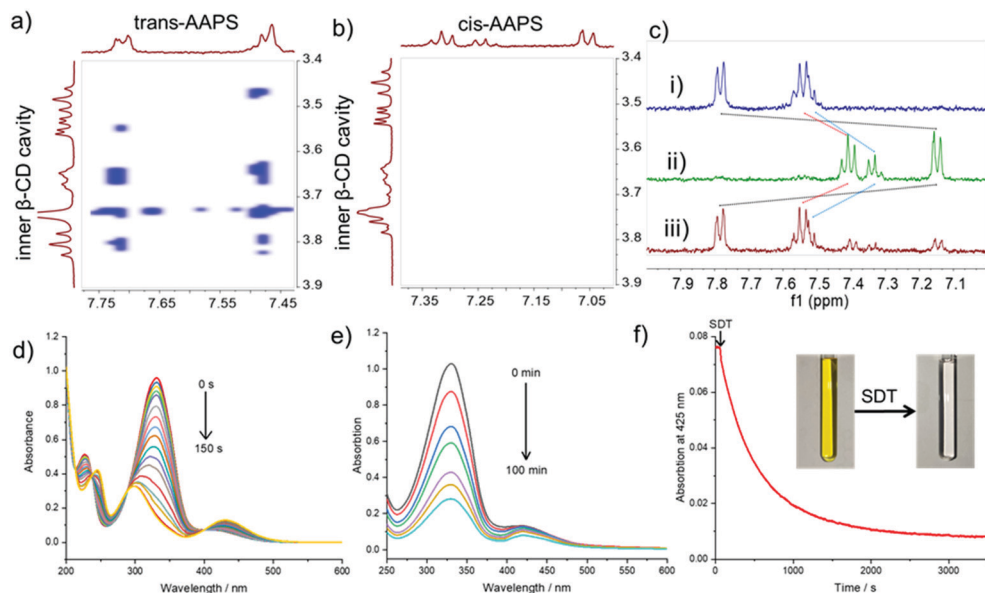 a)
trans-AAPS
inner β-CD cavity
3.4
3.5
3.6
3.7
3.8
3.9
7.75
7.65
7.55
7.45
b)
cis-AAPS
inner β-CD cavity
3.4
3.5
3.6
3.7
3.8
3.9
7.35
7.25
7.15
7.05
c)
i)
ii)
iii)
7.9 7.8 7.7 7.6 7.5 7.4 7.3 7.2 7.1
f1 (ppm)
d)
Absorbance
1.2
1.0
0.8
0.6
0.4
0.2
0.0
0 s
150 s
200 300 400 500 600
Wavelength / nm
e)
Absorbtion
1.2
1.0
0.8
0.6
0.4
0.2
0.0
0 min
100 min
250 300 350 400 450 500 550 600
Wavelength / nm
f)
Absorbtion at 425 nm
0.08
0.06
0.04
0.02
0.00
SDT
SDT
0 1000 2000 3000
Time / s